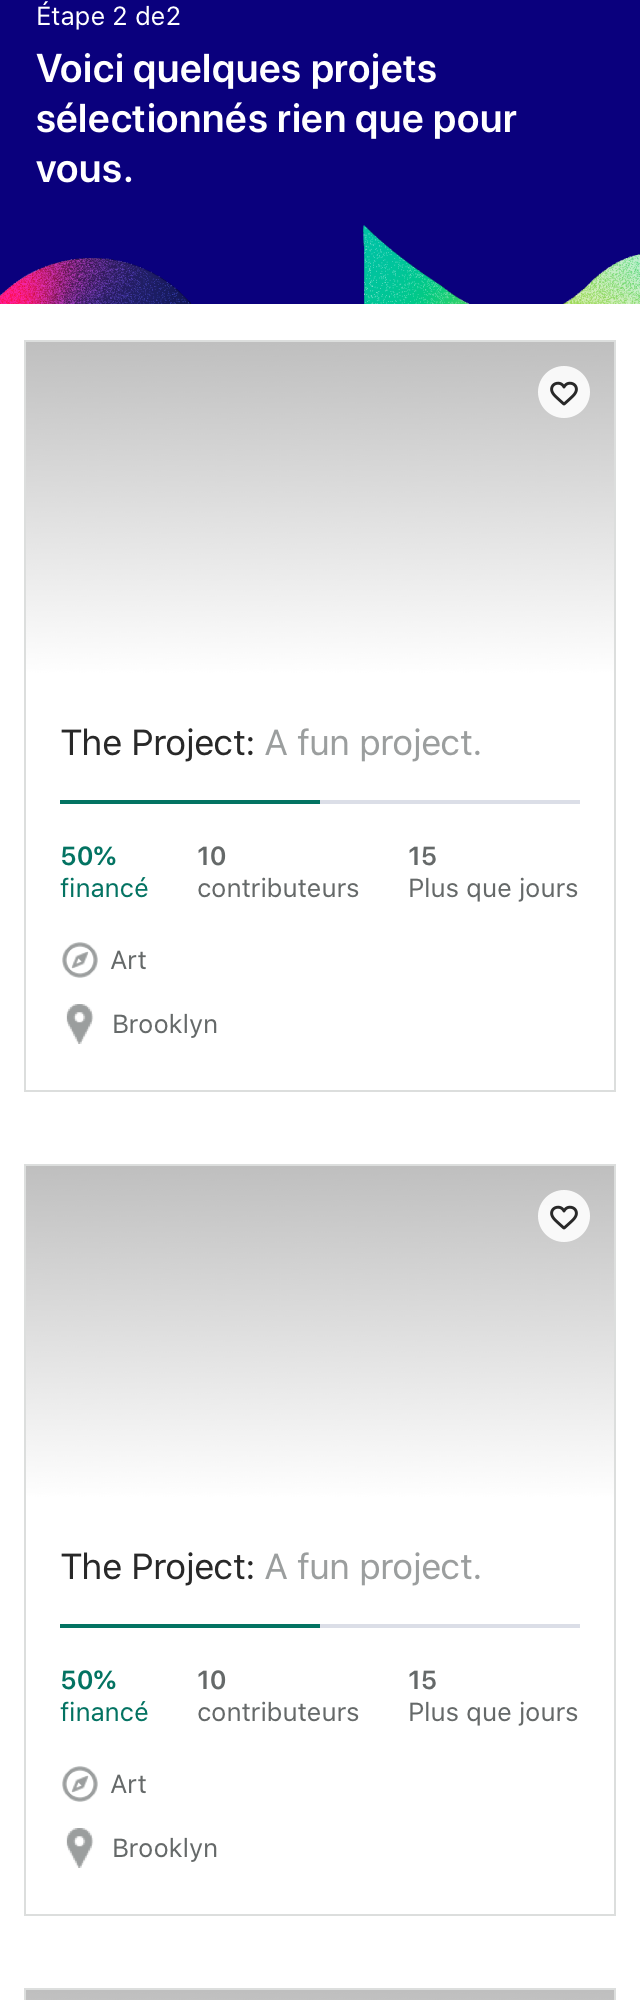 Étape 2 de2
Voici quelques projets
sélectionnés rien que pour
vous.
The Project: A fun project.
50%
financé
10
contributeurs
15
Plus que jours
Art
Brooklyn
The Project: A fun project.
50%
financé
10
contributeurs
15
Plus que jours
Art
Brooklyn